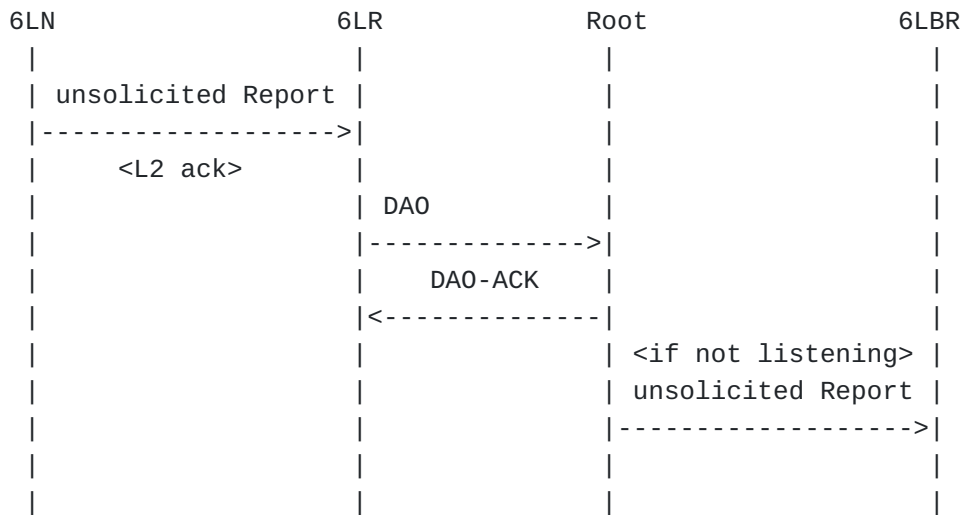 6LN 6LR Root 6LBR
unsolicited Report
<L2 ack>
DAO
DAO-ACK
<if not listening>
unsolicited Report